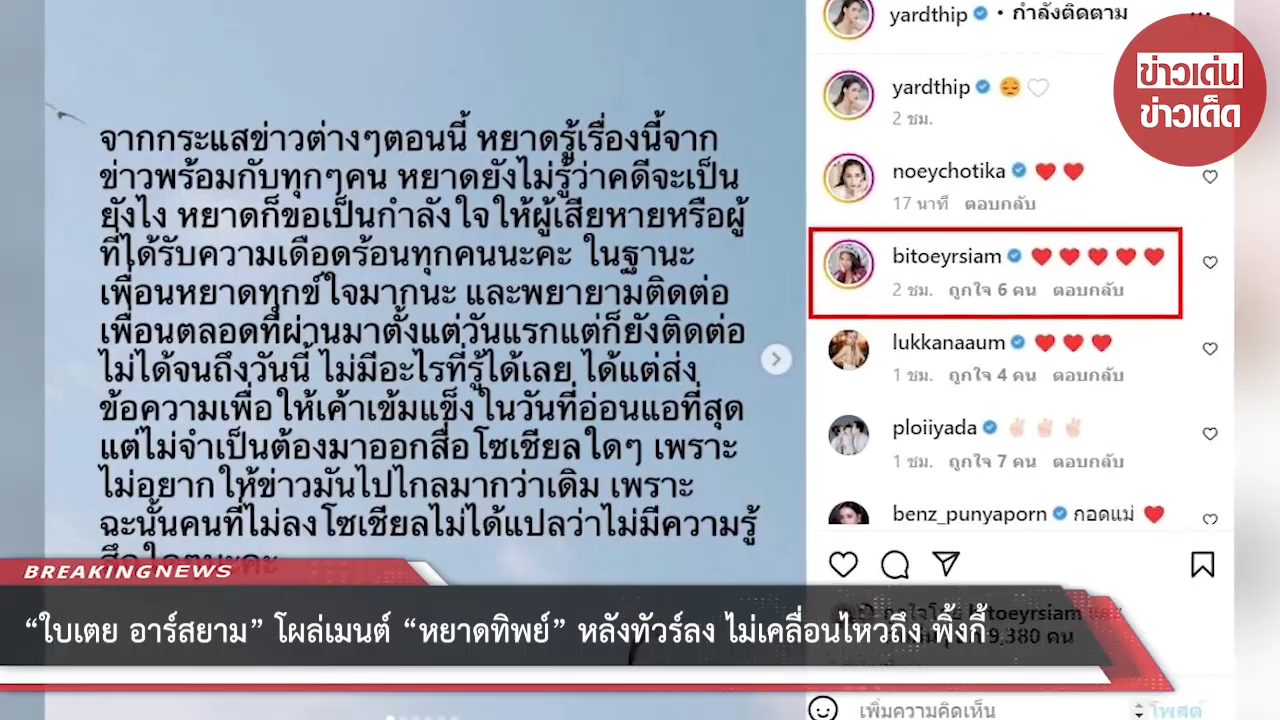 yardthip • กำลังติดตาม ...
ข่าวเด่น
ข่าวเด็ด
จากกระแสข่าวต่างๆตอนนี้ หยาดรู้เรื่องนี้จาก
ข่าวพร้อมกับทุกๆคน หยาดยังไม่รู้ว่าคดีจะเป็น
ยังไง หยาดก็ขอเป็นกำลังใจให้ผู้เสียหายหรือผู้
ที่ได้รับความเดือดร้อนทุกคนนะคะ ในฐานะ
เพื่อนหยาดทุกข์ใจมากนะ และพยายามติดต่อ
เพื่อนตลอดที่ผ่านมาตั้งแต่วันแรกแต่ก็ยังติดต่อ
ไม่ได้จนถึงวันนี้ ไม่มีอะไรที่รู้ได้เลย ได้แต่ส่ง
ข้อความเพื่อให้เค้าเข้มแข็งในวันที่อ่อนแอที่สุด
แต่ไม่จำเป็นต้องมาออกสื่อโซเชียลใดๆ เพราะ
ไม่อยากให้ข่าวมันไปไกลมากว่าเดิม เพราะ
ฉะนั้นคนที่ไม่ลงโซเชียลไม่ได้แปลว่าไม่มีความรู้
สึกใดๆนะคะ
yardthip 😔🤍
2 ชม.
noeychotika ❤️❤️
17 นาที ตอบกลับ
bitoeyrsiam ❤️❤️❤️❤️❤️
2 ชม. ถูกใจ 6 คน ตอบกลับ
lukkanaaum ❤️❤️❤️
1 ชม. ถูกใจ 4 คน ตอบกลับ
ploiiyada ✌🏻✌🏻✌🏻
1 ชม. ถูกใจ 7 คน ตอบกลับ
benz_punyaporn กอดแม่ ❤️
ถูกใจโดย bitoeyrsiam และ
9,380 คน
เพิ่มความคิดเห็น
โพสต์
BREAKINGNEWS
“ใบเตย อาร์สยาม” โผล่เมนต์ “หยาดทิพย์” หลังทัวร์ลง ไม่เคลื่อนไหวถึง พิ้งกี้